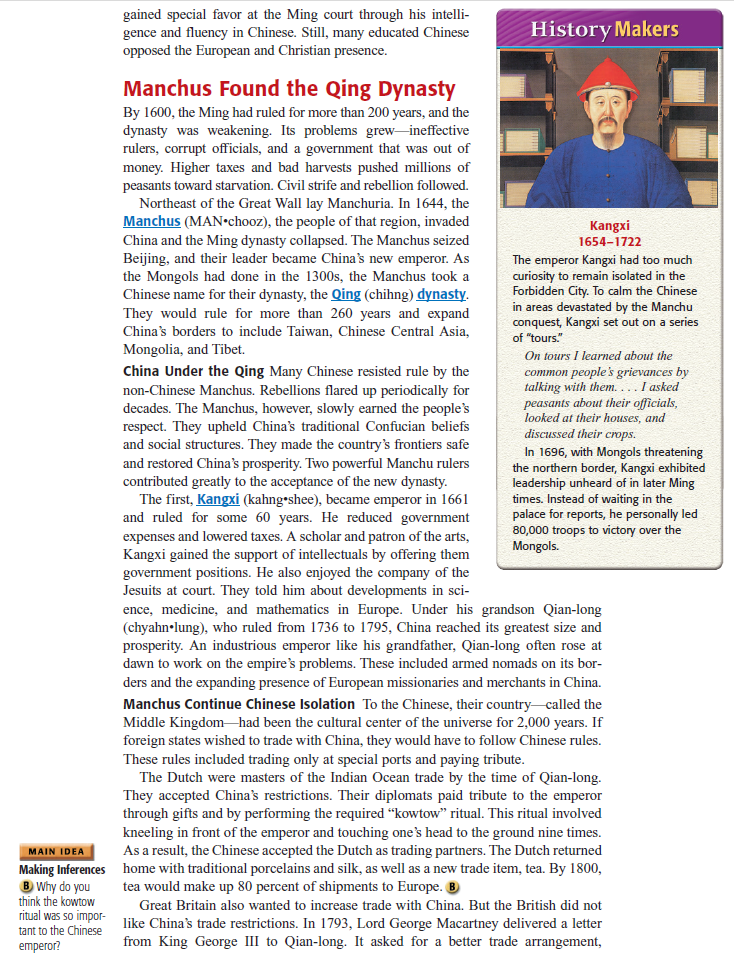 gained special favor at the Ming court through his intelli-
gence and fluency in Chinese. Still, many educated Chinese
opposed the European and Christian presence.
Manchus Found the Qing Dynasty
By 1600, the Ming had ruled for more than 200 years, and the
dynasty was weakening. Its problems grew—ineffective
rulers, corrupt officials, and a government that was out of
money. Higher taxes and bad harvests pushed millions of
peasants toward starvation. Civil strife and rebellion followed.
Northeast of the Great Wall lay Manchuria. In 1644, the
Manchus (MAN•chooz), the people of that region, invaded
China and the Ming dynasty collapsed. The Manchus seized
Beijing, and their leader became China's new emperor. As
the Mongols had done in the 1300s, the Manchus took a
Chinese name for their dynasty, the Qing (chihng) dynasty.
They would rule for more than 260 years and expand
China's borders to include Taiwan, Chinese Central Asia,
Mongolia, and Tibet.
China Under the Qing Many Chinese resisted rule by the
non-Chinese Manchus. Rebellions flared up periodically for
decades. The Manchus, however, slowly earned the people's
respect. They upheld China's traditional Confucian beliefs
and social structures. They made the country's frontiers safe
and restored China's prosperity. Two powerful Manchu rulers
contributed greatly to the acceptance of the new dynasty.
The first, Kangxi (kahng•shee), became emperor in 1661
and ruled for some 60 years. He reduced government
expenses and lowered taxes. A scholar and patron of the arts,
Kangxi gained the support of intellectuals by offering them
government positions. He also enjoyed the company of the
Jesuits at court. They told him about developments in sci-
ence, medicine, and mathematics in Europe. Under his grandson Qian-long
(chyahn•lung), who ruled from 1736 to 1795, China reached its greatest size and
prosperity. An industrious emperor like his grandfather, Qian-long often rose at
dawn to work on the empire's problems. These included armed nomads on its bor-
ders and the expanding presence of European missionaries and merchants in China.
Manchus Continue Chinese Isolation To the Chinese, their country—called the
Middle Kingdom—had been the cultural center of the universe for 2,000 years. If
foreign states wished to trade with China, they would have to follow Chinese rules.
These rules included trading only at special ports and paying tribute.
The Dutch were masters of the Indian Ocean trade by the time of Qian-long.
They accepted China's restrictions. Their diplomats paid tribute to the emperor
through gifts and by performing the required "kowtow" ritual. This ritual involved
kneeling in front of the emperor and touching one's head to the ground nine times.
As a result, the Chinese accepted the Dutch as trading partners. The Dutch returned
home with traditional porcelains and silk, as well as a new trade item, tea. By 1800,
tea would make up 80 percent of shipments to Europe. B
Great Britain also wanted to increase trade with China. But the British did not
like China's trade restrictions. In 1793, Lord George Macartney delivered a letter
from King George III to Qian-long. It asked for a better trade arrangement,
History Makers
Kangxi
1654–1722
The emperor Kangxi had too much
curiosity to remain isolated in the
Forbidden City. To calm the Chinese
in areas devastated by the Manchu
conquest, Kangxi set out on a series
of "tours."
On tours I learned about the
common people's grievances by
talking with them. . . . I asked
peasants about their officials,
looked at their houses, and
discussed their crops.
In 1696, with Mongols threatening
the northern border, Kangxi exhibited
leadership unheard of in later Ming
times. Instead of waiting in the
palace for reports, he personally led
80,000 troops to victory over the
Mongols.
MAIN IDEA
Making Inferences
B Why do you
think the kowtow
ritual was so impor-
tant to the Chinese
emperor?